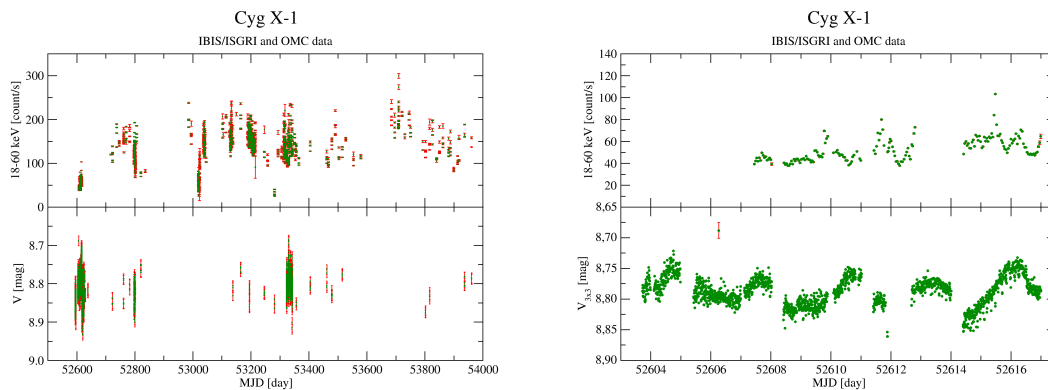 Cyg X-1
IBIS/ISGRI and OMC data
18-60 keV [count/s]
300
200
100
0
V [mag]
8.7
8.8
8.9
9.0
52600 52800 53000 53200 53400 53600 53800 54000
MJD [day]
Cyg X-1
IBIS/ISGRI and OMC data
18-60 keV [count/s]
140
120
100
80
60
40
20
8,65
V3x3 [mag]
8,70
8,75
8,80
8,85
8,90
52604 52606 52608 52610 52612 52614 52616
MJD [day]